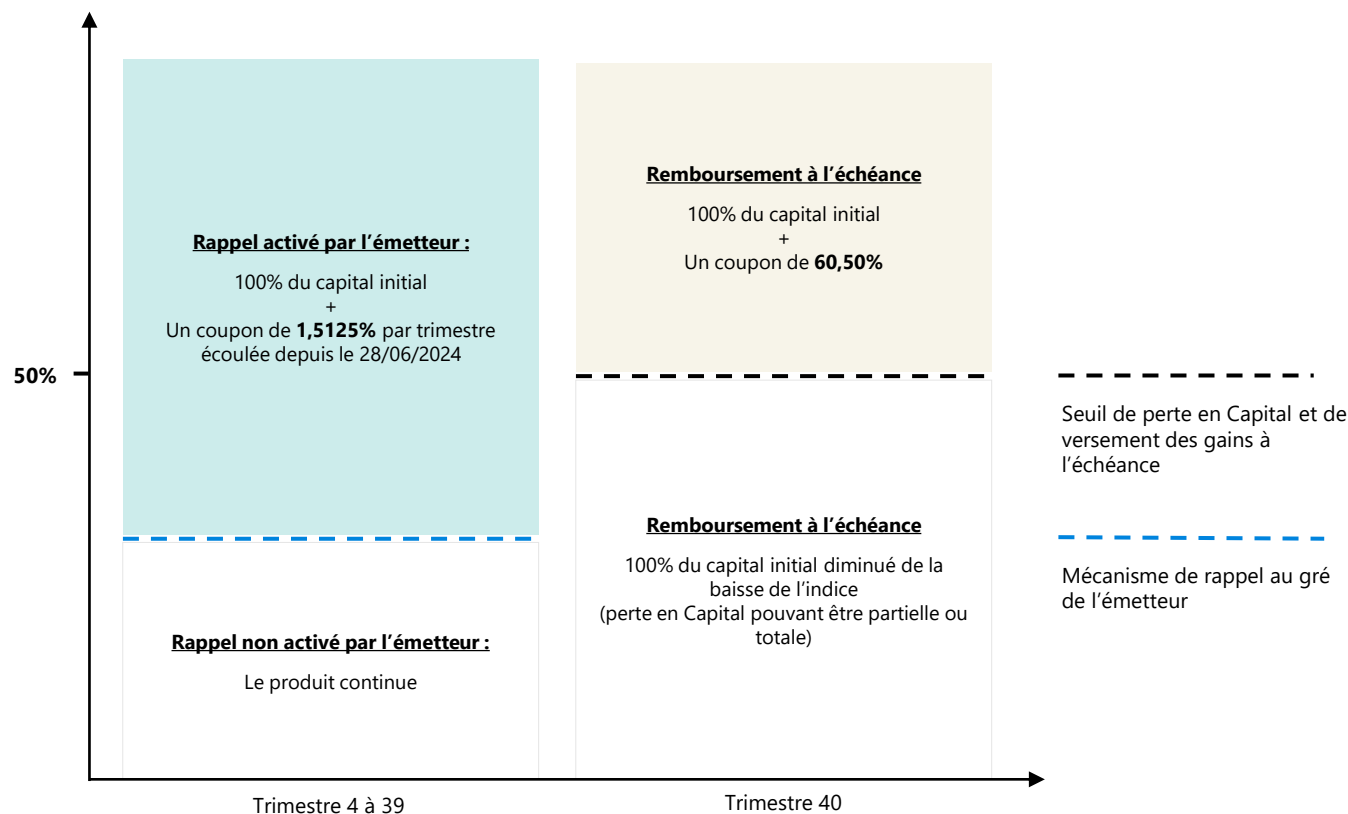 Rappel activé par l’émetteur :
100% du capital initial
+
Un coupon de 1,5125% par trimestre
écoulée depuis le 28/06/2024
Rappel non activé par l’émetteur :
Le produit continue
Remboursement à l’échéance
100% du capital initial
+
Un coupon de 60,50%
Remboursement à l’échéance
100% du capital initial diminué de la
baisse de l’indice
(perte en Capital pouvant être partielle ou
totale)
50%
Seuil de perte en Capital et de
versement des gains à
l’échéance
Mécanisme de rappel au gré
de l’émetteur
Trimestre 4 à 39
Trimestre 40